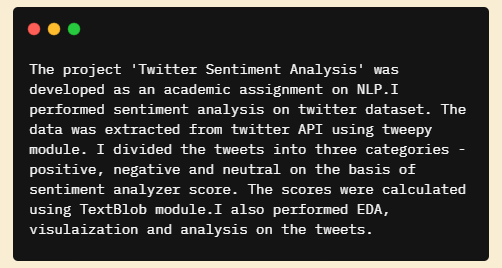 The project 'Twitter Sentiment Analysis' was
developed as an academic assignment on NLP.I
performed sentiment analysis on twitter dataset. The
data was extracted from twitter API using tweepy
module. I divided the tweets into three categories -
positive, negative and neutral on the basis of
sentiment analyzer score. The scores were calculated
using TextBlob module.I also performed EDA,
visulaization and analysis on the tweets.